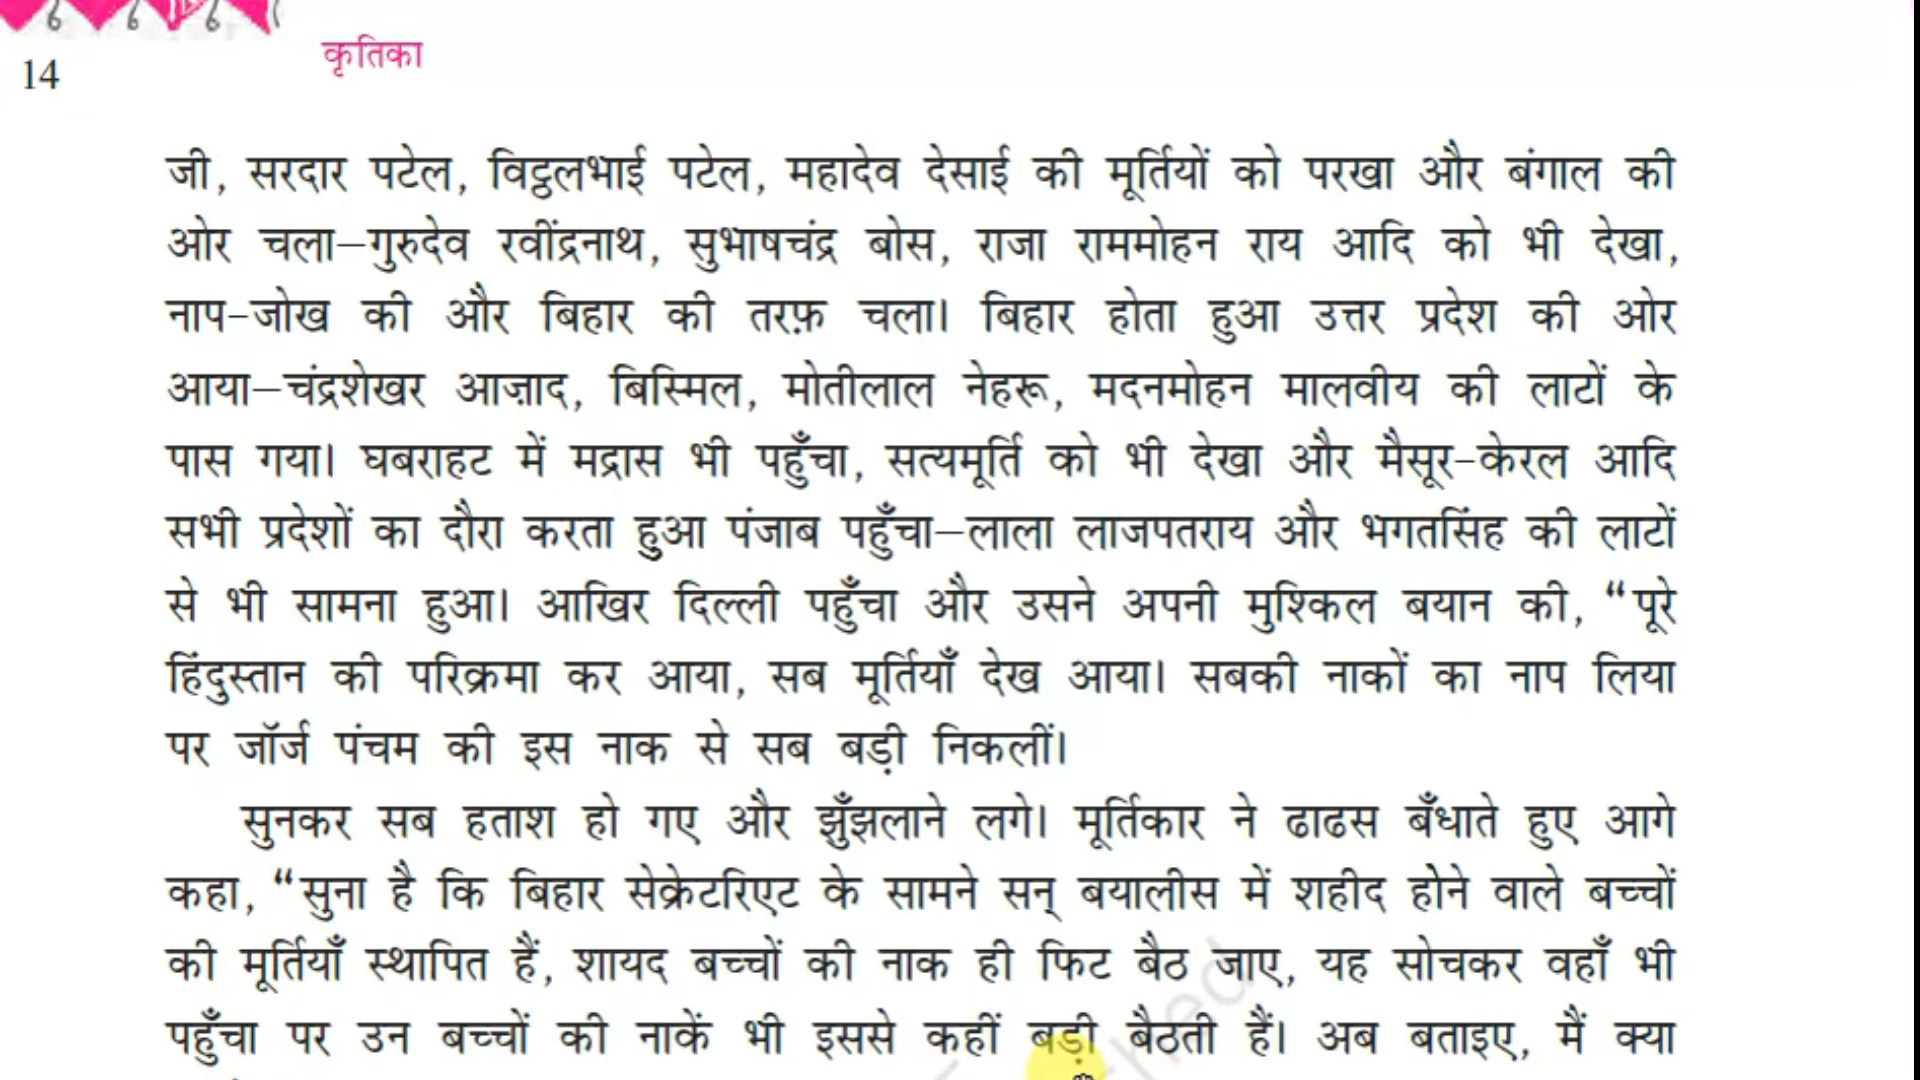 कृतिका
14
जी, सरदार पटेल, विट्ठलभाई पटेल, महादेव देसाई की मूर्तियों को परखा और बंगाल की
ओर चला–गुरुदेव रवींद्रनाथ, सुभाषचंद्र बोस, राजा राममोहन राय आदि को भी देखा,
नाप-जोख की और बिहार की तरफ़ चला। बिहार होता हुआ उत्तर प्रदेश की ओर
आया–चंद्रशेखर आज़ाद, बिस्मिल, मोतीलाल नेहरू, मदनमोहन मालवीय की लाटों के
पास गया। घबराहट में मद्रास भी पहुँचा, सत्यमूर्ति को भी देखा और मैसूर-केरल आदि
सभी प्रदेशों का दौरा करता हुआ पंजाब पहुँचा–लाला लाजपतराय और भगतसिंह की लाटों
से भी सामना हुआ। आखिर दिल्ली पहुँचा और उसने अपनी मुश्किल बयान की, “पूरे
हिंदुस्तान की परिक्रमा कर आया, सब मूर्तियाँ देख आया। सबकी नाकों का नाप लिया
पर जॉर्ज पंचम की इस नाक से सब बड़ी निकलीं।
सुनकर सब हताश हो गए और झुँझलाने लगे। मूर्तिकार ने ढाढस बँधाते हुए आगे
कहा, “सुना है कि बिहार सेक्रेटरिएट के सामने सन् बयालीस में शहीद होने वाले बच्चों
की मूर्तियाँ स्थापित हैं, शायद बच्चों की नाक ही फिट बैठ जाए, यह सोचकर वहाँ भी
पहुँचा पर उन बच्चों की नाकें भी इससे कहीं बड़ी बैठती हैं। अब बताइए, मैं क्या